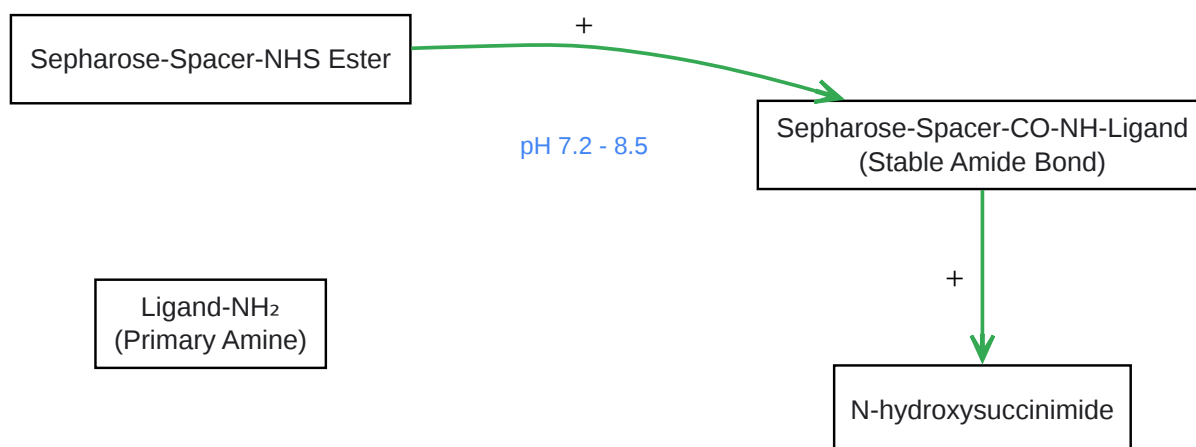 +
Sepharose-Spacer-NHS Ester
Sepharose-Spacer-CO-NH-Ligand
(Stable Amide Bond)
pH 7.2 - 8.5
+
Ligand-NH₂
(Primary Amine)
N-hydroxysuccinimide